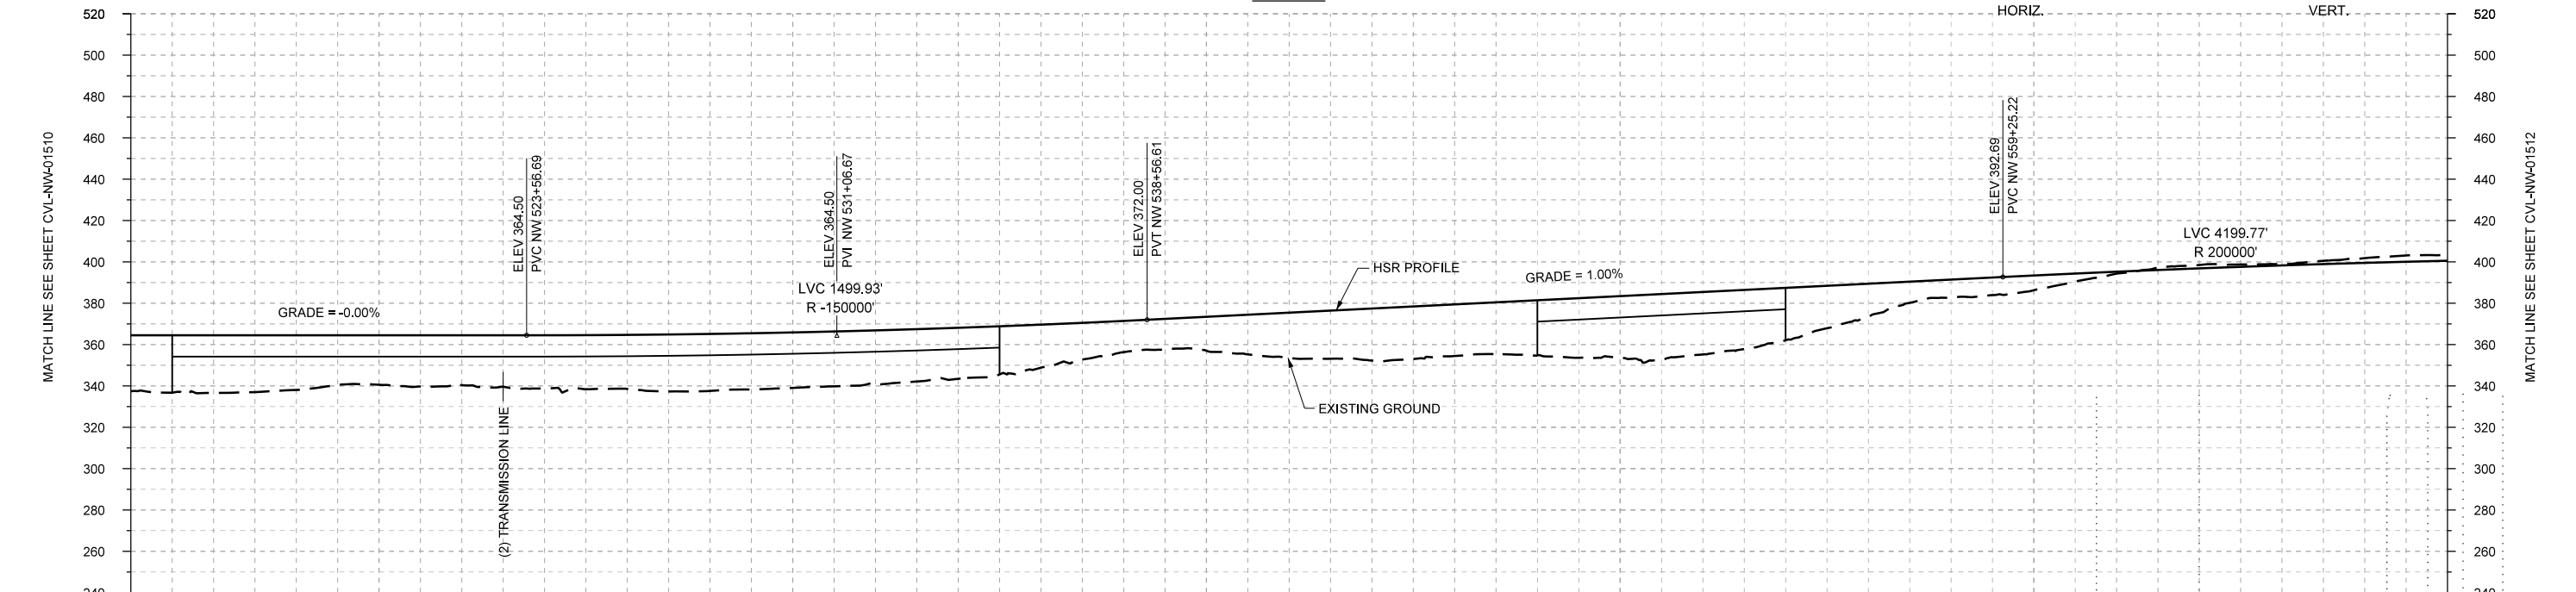 HORIZ.
VERT.
520
500
480
460
440
420
400
380
360
340
320
300
280
260
240
MATCH LINE SEE SHEET CVL-NW-01510
GRADE = -0.00%
(2) TRANSMISSION LINE
ELEV 364.50
PVC NW 523+56.69
ELEV 364.50
PVI NW 531+06.67
LVC 1499.93'
R -150000'
ELEV 372.00
PVT NW 538+56.61
HSR PROFILE
EXISTING GROUND
GRADE = 1.00%
ELEV 392.69
PVC NW 559+25.22
LVC 4199.77'
R 200000'
520
500
480
460
440
420
400
380
360
340
320
300
280
260
240
MATCH LINE SEE SHEET CVL-NW-01512